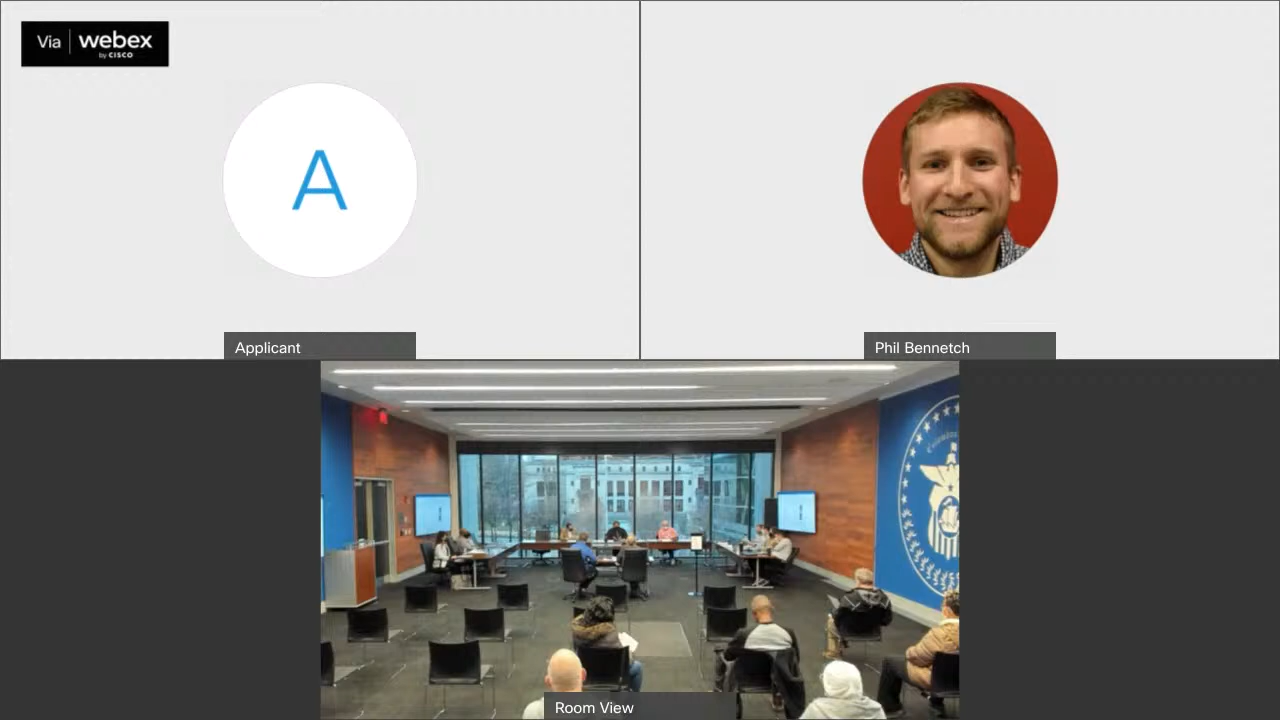 Via webex
by CISCO
A
Applicant
Phil Bennetch
Room View